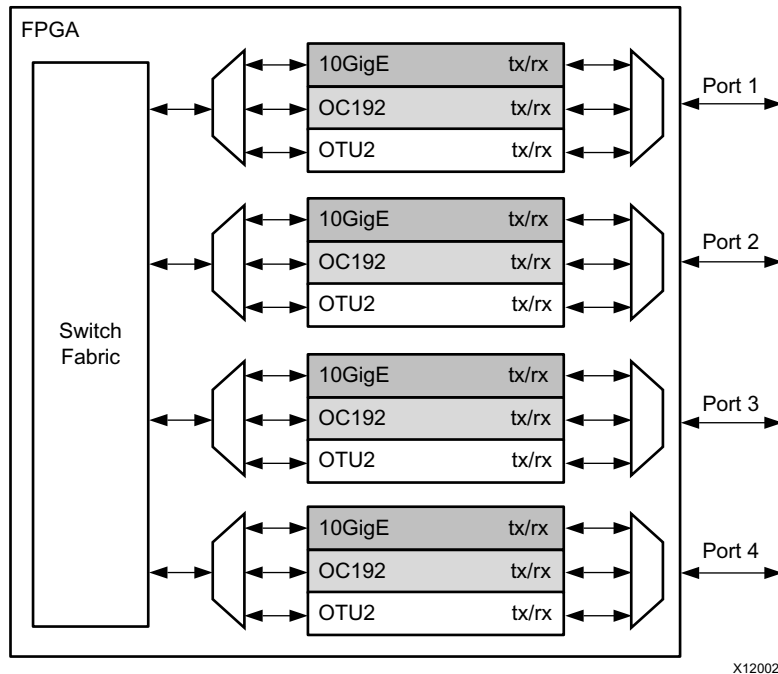 FPGA
10GigE tx/rx
OC192 tx/rx
OTU2 tx/rx
Port 1
10GigE tx/rx
OC192 tx/rx
OTU2 tx/rx
Port 2
Switch
Fabric
10GigE tx/rx
OC192 tx/rx
OTU2 tx/rx
Port 3
10GigE tx/rx
OC192 tx/rx
OTU2 tx/rx
Port 4
X12002